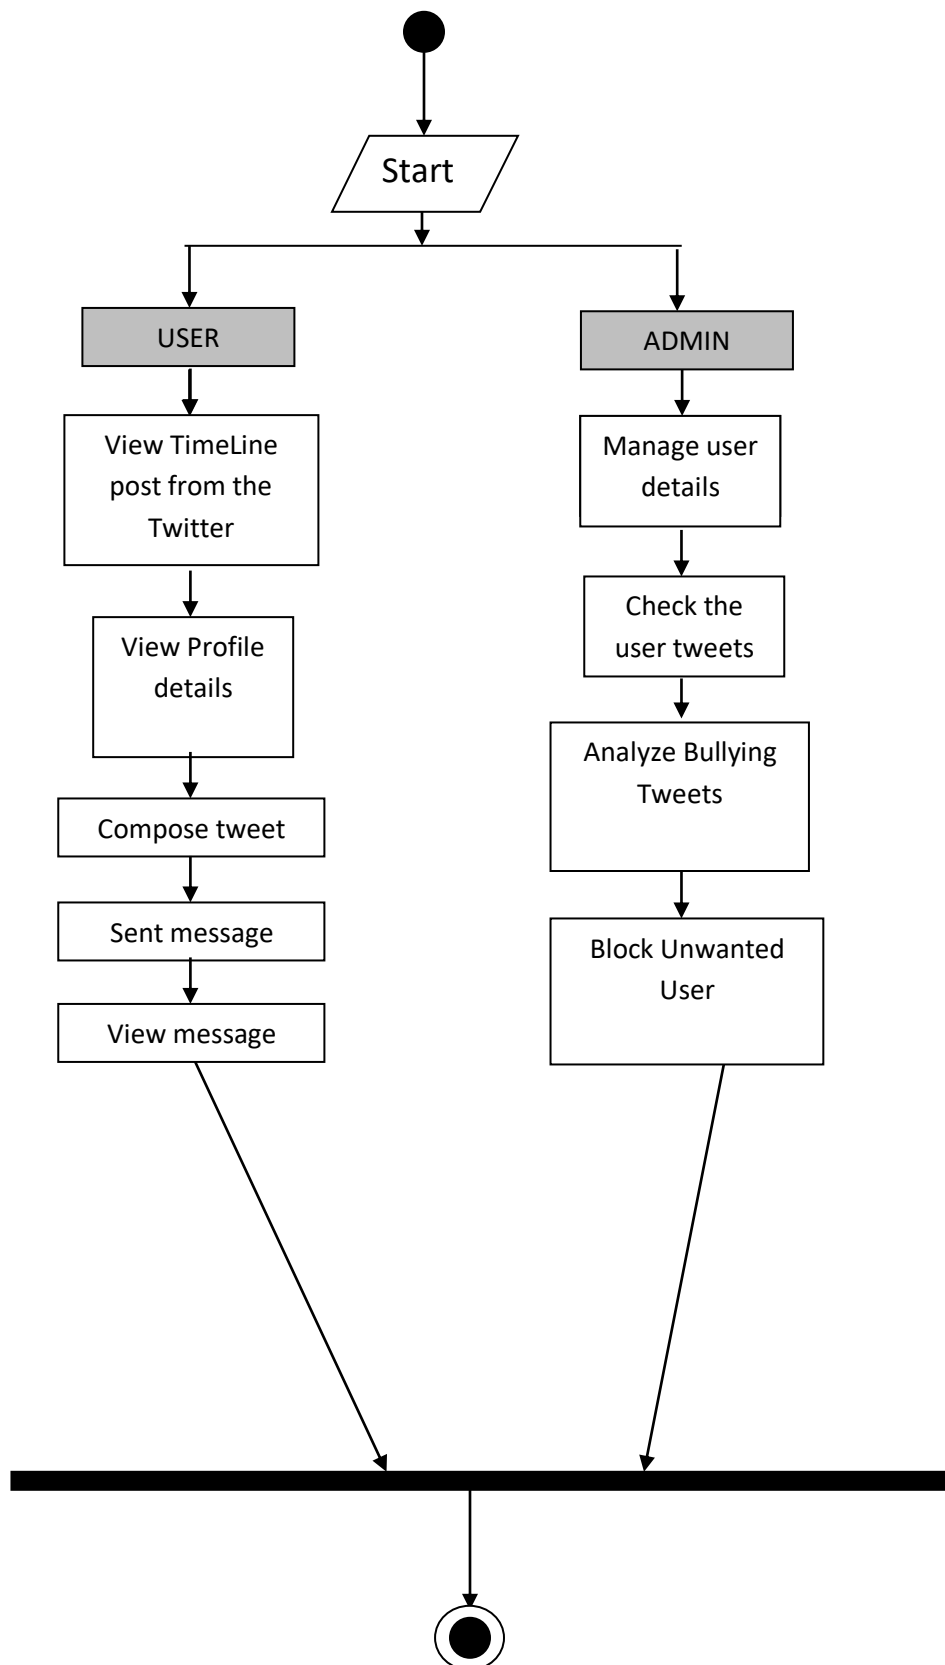 Start
USER
View TimeLine
post from the
Twitter
View Profile
details
Compose tweet
Sent message
View message
ADMIN
Manage user
details
Check the
user tweets
Analyze Bullying
Tweets
Block Unwanted
User